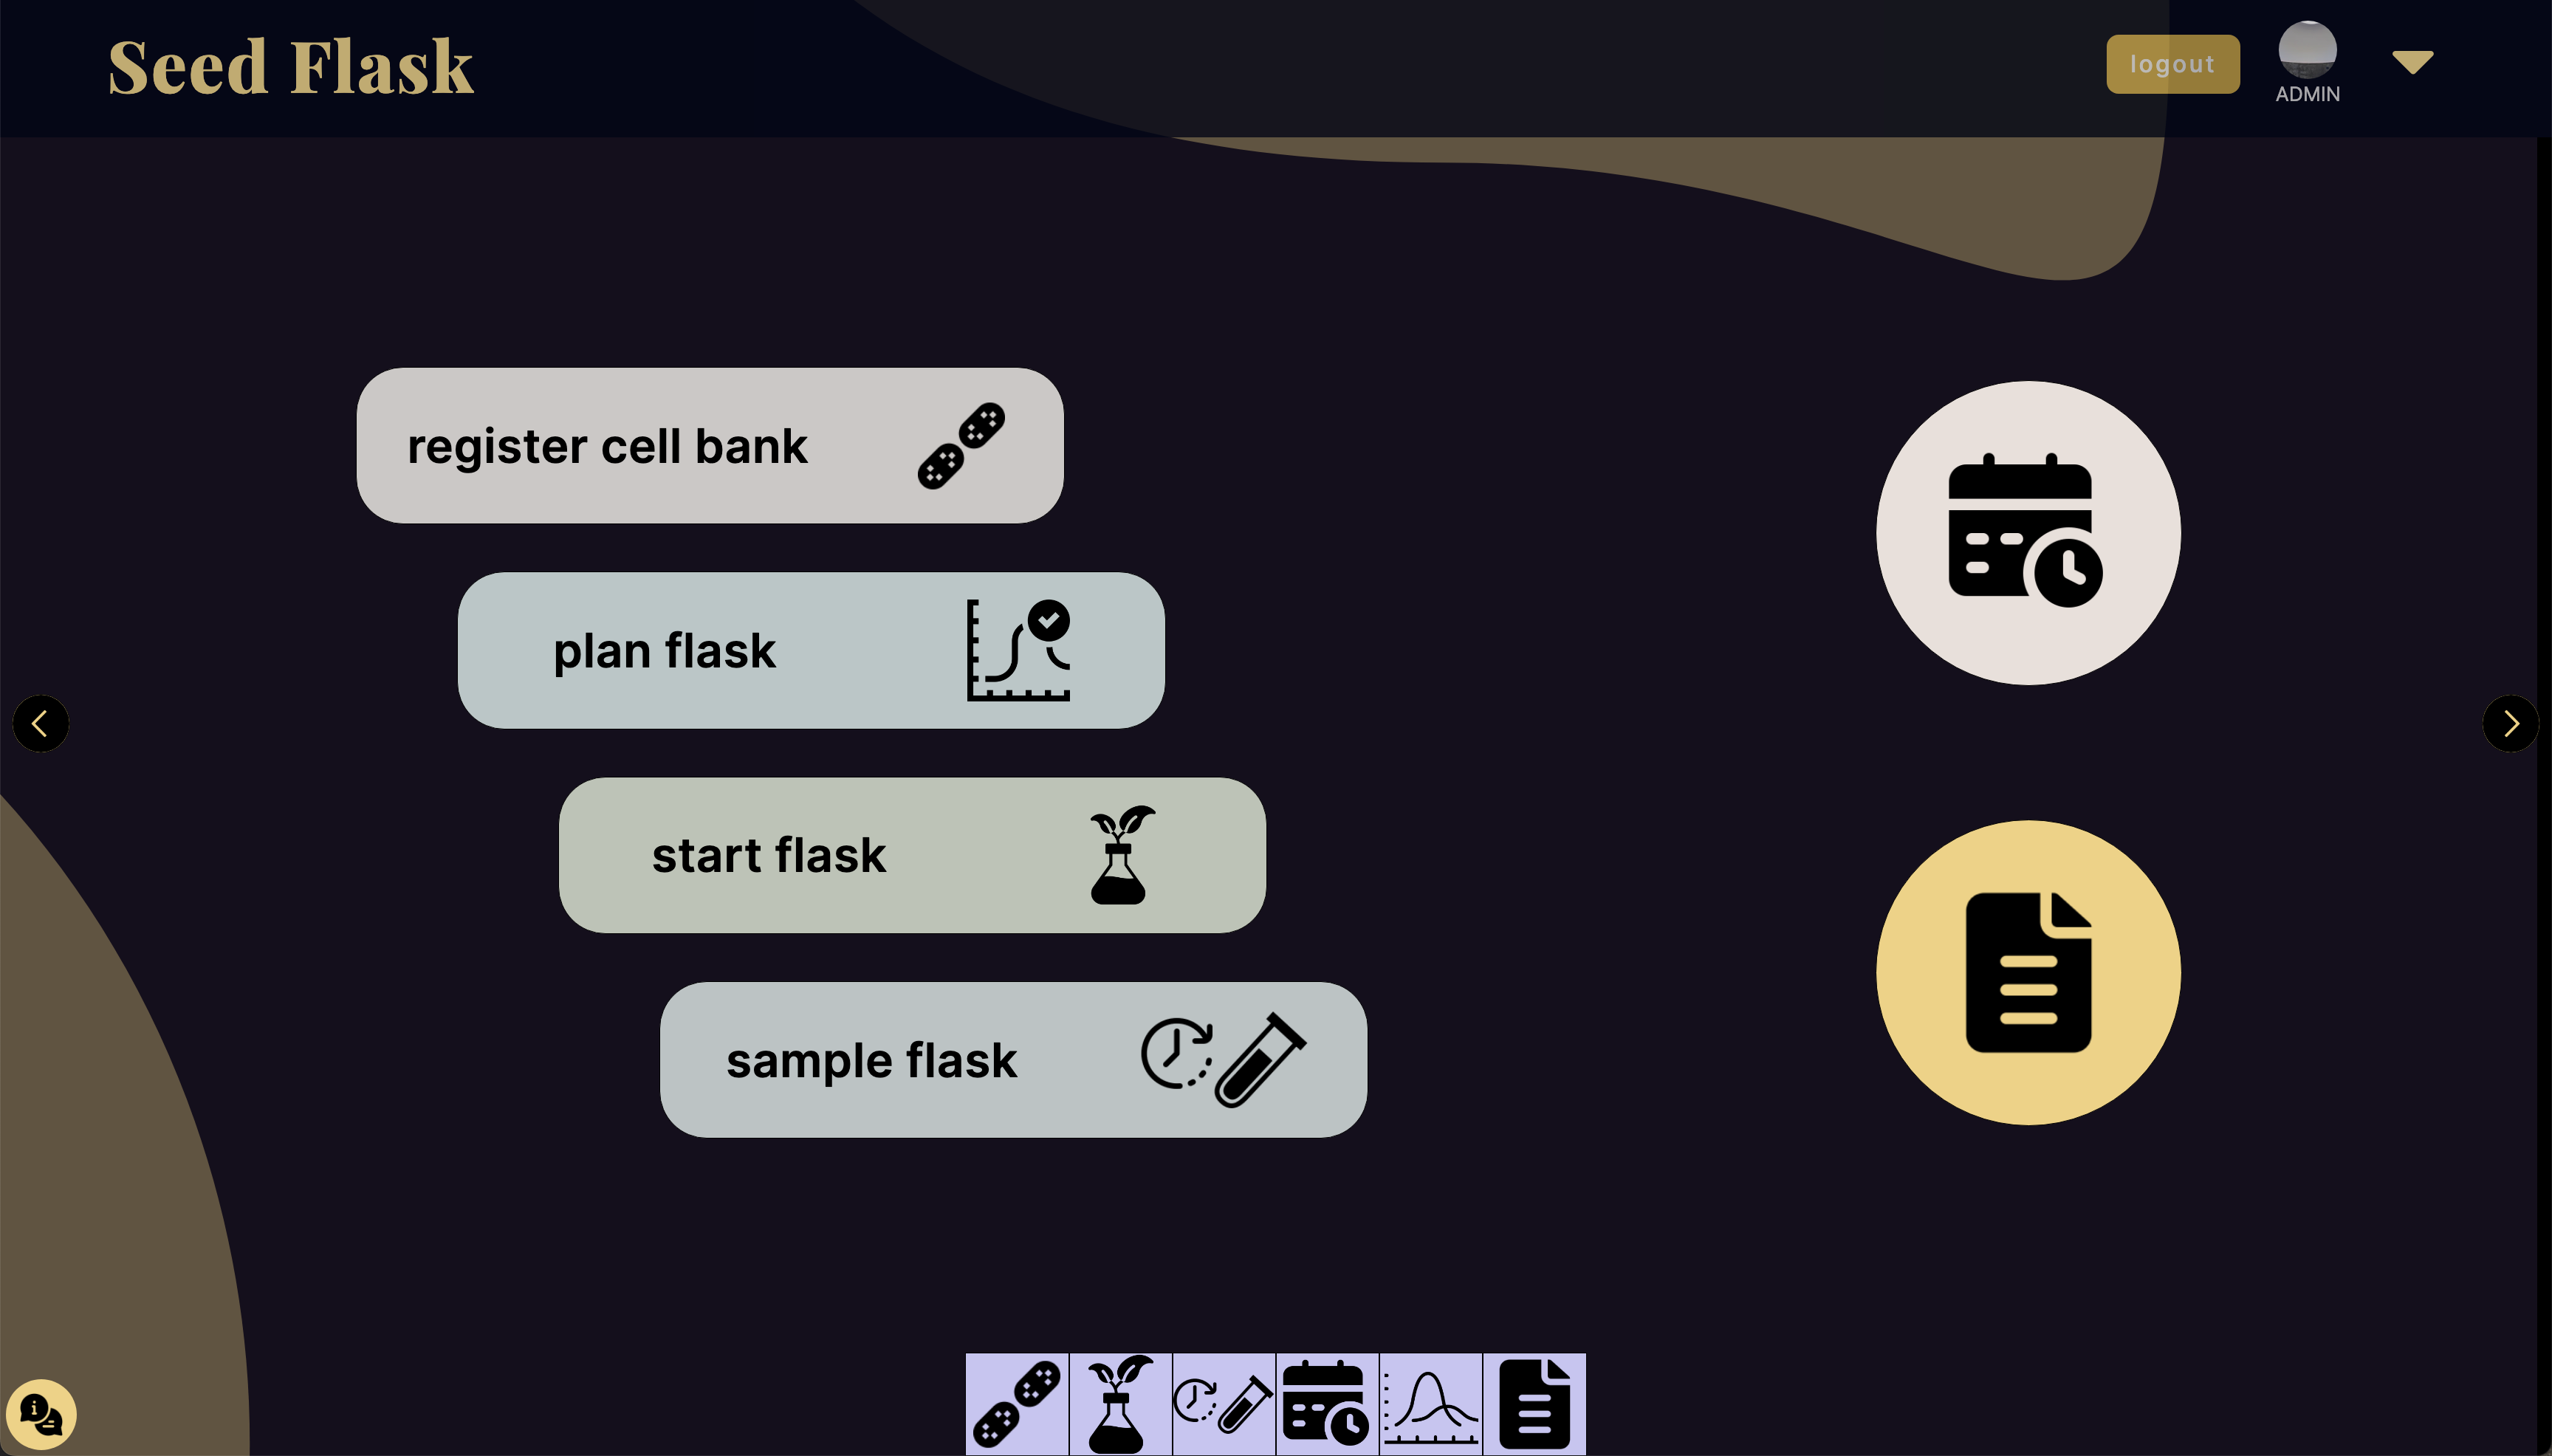 Seed Flask
logout
ADMIN
register cell bank
plan flask
start flask
sample flask